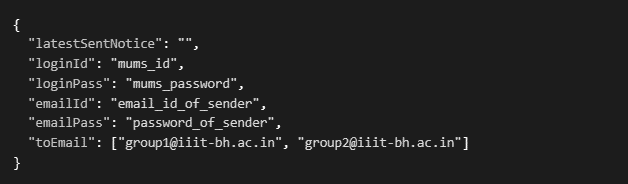 {
  "latestSentNotice": "",
  "loginId": "mums_id",
  "loginPass": "mums_password",
  "emailId": "email_id_of_sender",
  "emailPass": "password_of_sender",
  "toEmail": ["group1@iiit-bh.ac.in", "group2@iiit-bh.ac.in"]
}